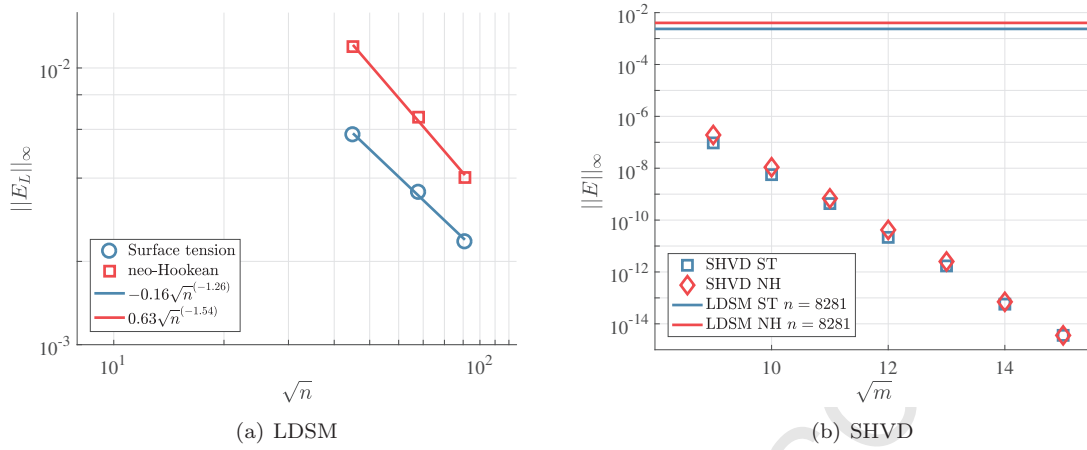 10^{-2}
10^{-3}
||E_L||_∞
Surface tension
neo-Hookean
−0.16√n^{(−1.26)}
0.63√n^{(−1.54)}
10^1
10^2
√n
(a) LDSM
10^{-2}
10^{-4}
10^{-6}
10^{-8}
10^{-10}
10^{-12}
10^{-14}
||E||_∞
SHVD ST
SHVD NH
LDSM ST n = 8281
LDSM NH n = 8281
10
12
14
√m
(b) SHVD